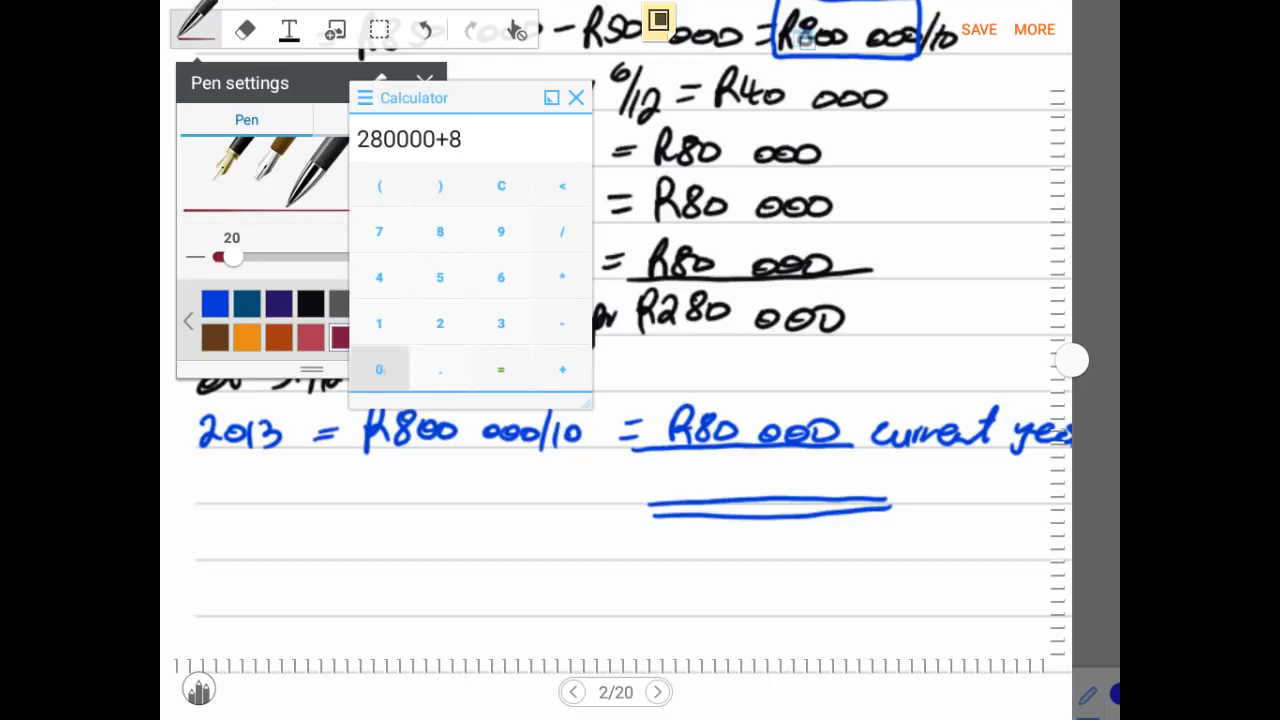 T SAVE MORE
- R50 000 = R800 000/10
Pen settings
6/12 = R40 000
Calculator
Pen
280000+8
= R80 000
( ) C <
= R80 000
7 8 9 /
20
= R80 000
4 5 6 *
R280 000
1 2 3 -
0 . = +
2013 = R800 000/10 = R80 000 current yea
2/20